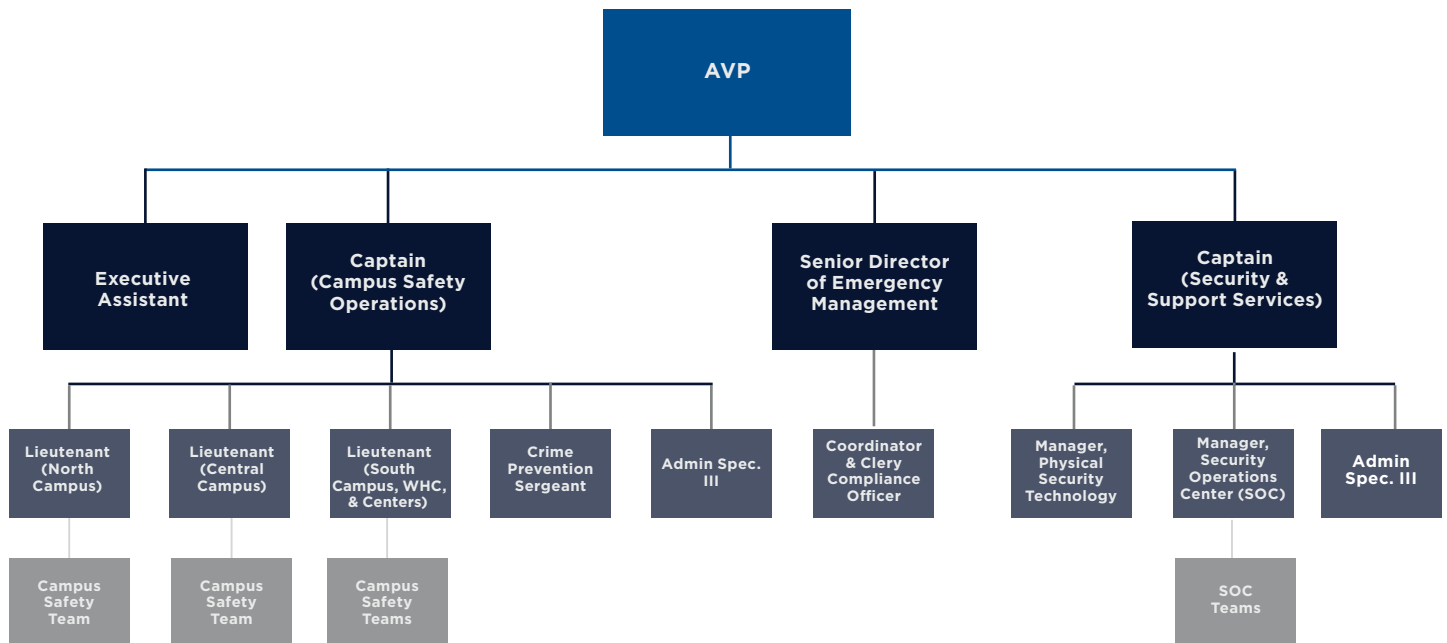 AVP
Executive
Assistant
Captain
(Campus Safety
Operations)
Senior Director
of Emergency
Management
Captain
(Security &
Support Services)
Lieutenant
(North
Campus)
Lieutenant
(Central
Campus)
Lieutenant
(South
Campus, WHC,
& Centers)
Crime
Prevention
Sergeant
Admin Spec.
III
Coordinator
& Clery
Compliance
Officer
Manager,
Physical
Security
Technology
Manager,
Security
Operations
Center (SOC)
Admin
Spec. III
Campus
Safety
Team
Campus
Safety
Team
Campus
Safety
Teams
SOC
Teams